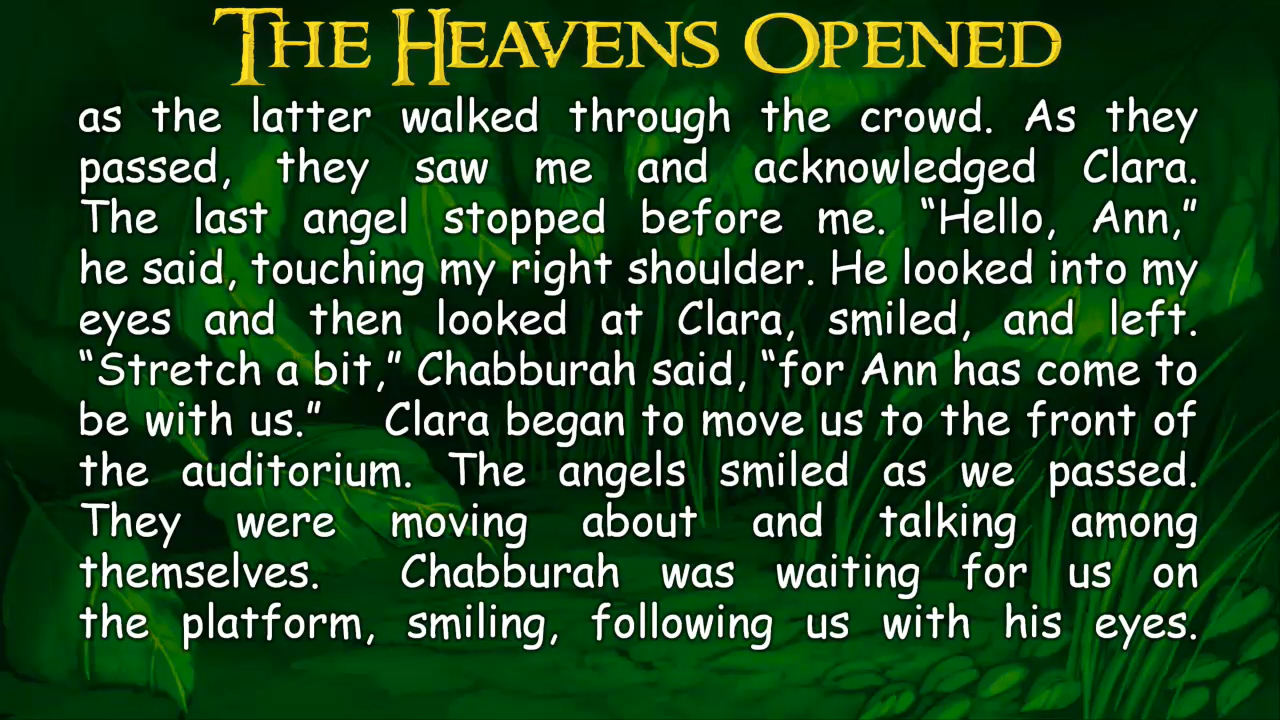 THE HEAVENS OPENED
as the latter walked through the crowd. As they
passed, they saw me and acknowledged Clara.
The last angel stopped before me. “Hello, Ann,”
he said, touching my right shoulder. He looked into my
eyes and then looked at Clara, smiled, and left.
“Stretch a bit,” Chabburah said, “for Ann has come to
be with us.” Clara began to move us to the front of
the auditorium. The angels smiled as we passed.
They were moving about and talking among
themselves. Chabburah was waiting for us on
the platform, smiling, following us with his eyes.